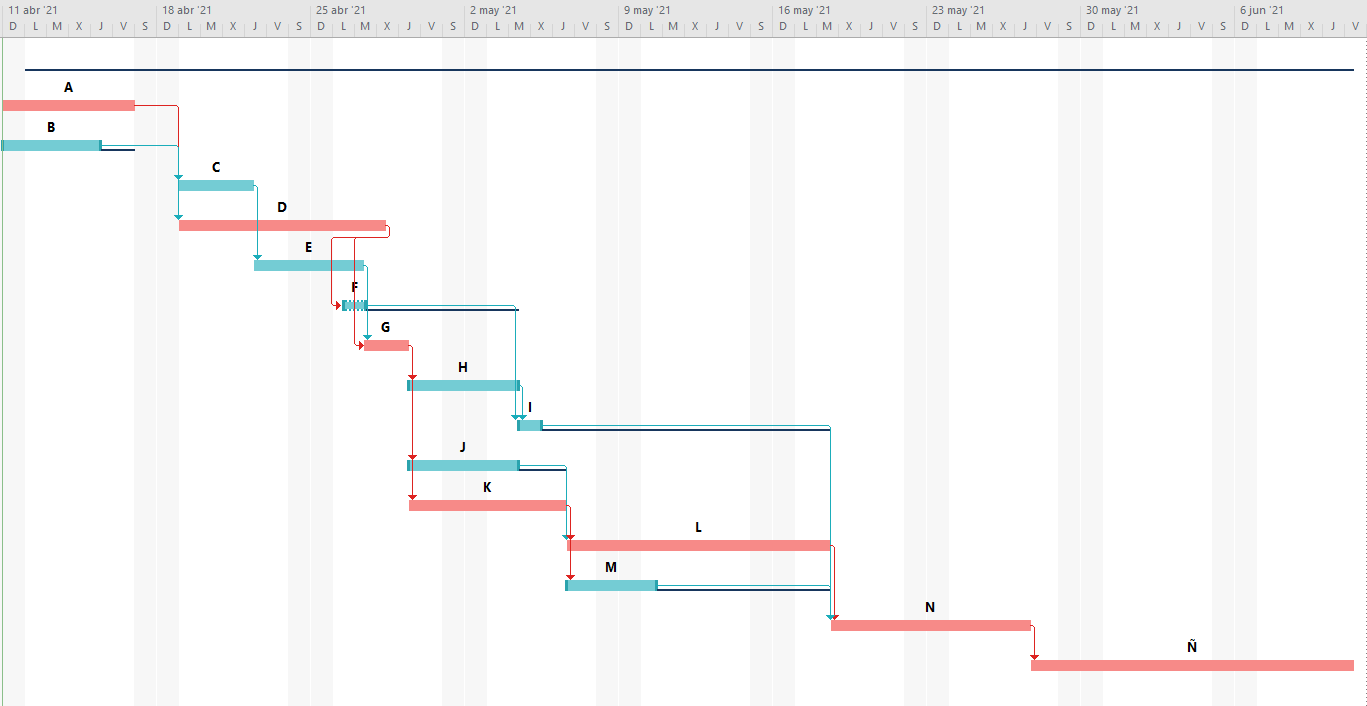 11 abr '21 18 abr '21 25 abr '21 2 may '21 9 may '21 16 may '21 23 may '21 30 may '21 6 jun '21
D L M X J V S D L M X J V S D L M X J V S D L M X J V S D L M X J V S D L M X J V S D L M X J V S D L M X J V S D L M X J V
A
B
C
D
E
F
G
H
I
J
K
L
M
N
Ñ